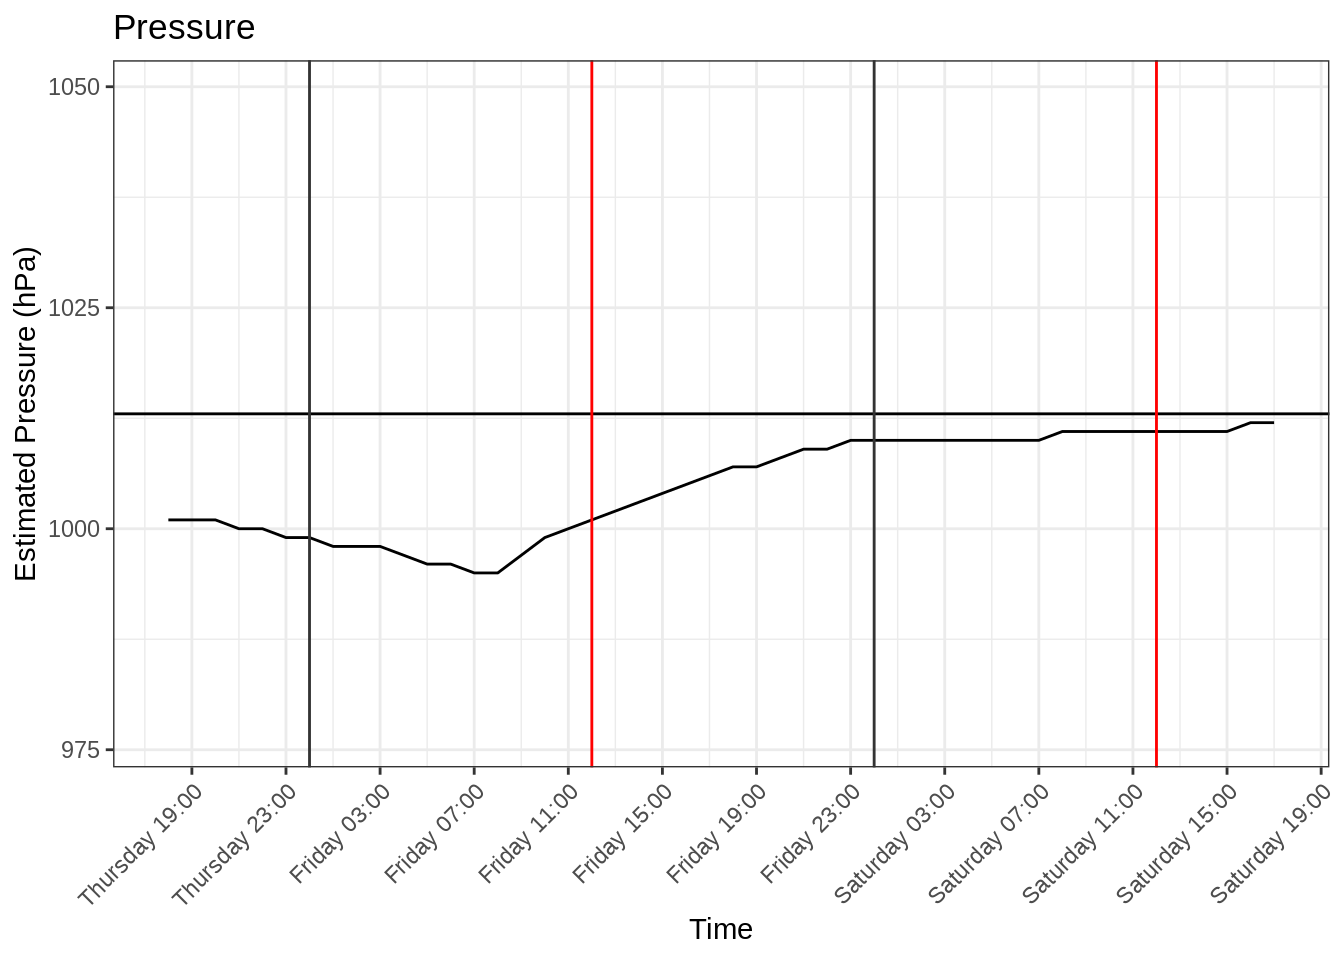 Pressure
Estimated Pressure (hPa)
1050
1025
1000
975
Thursday 19:00
Thursday 23:00
Friday 03:00
Friday 07:00
Friday 11:00
Friday 15:00
Friday 19:00
Friday 23:00
Saturday 03:00
Saturday 07:00
Saturday 11:00
Saturday 15:00
Saturday 19:00
Time